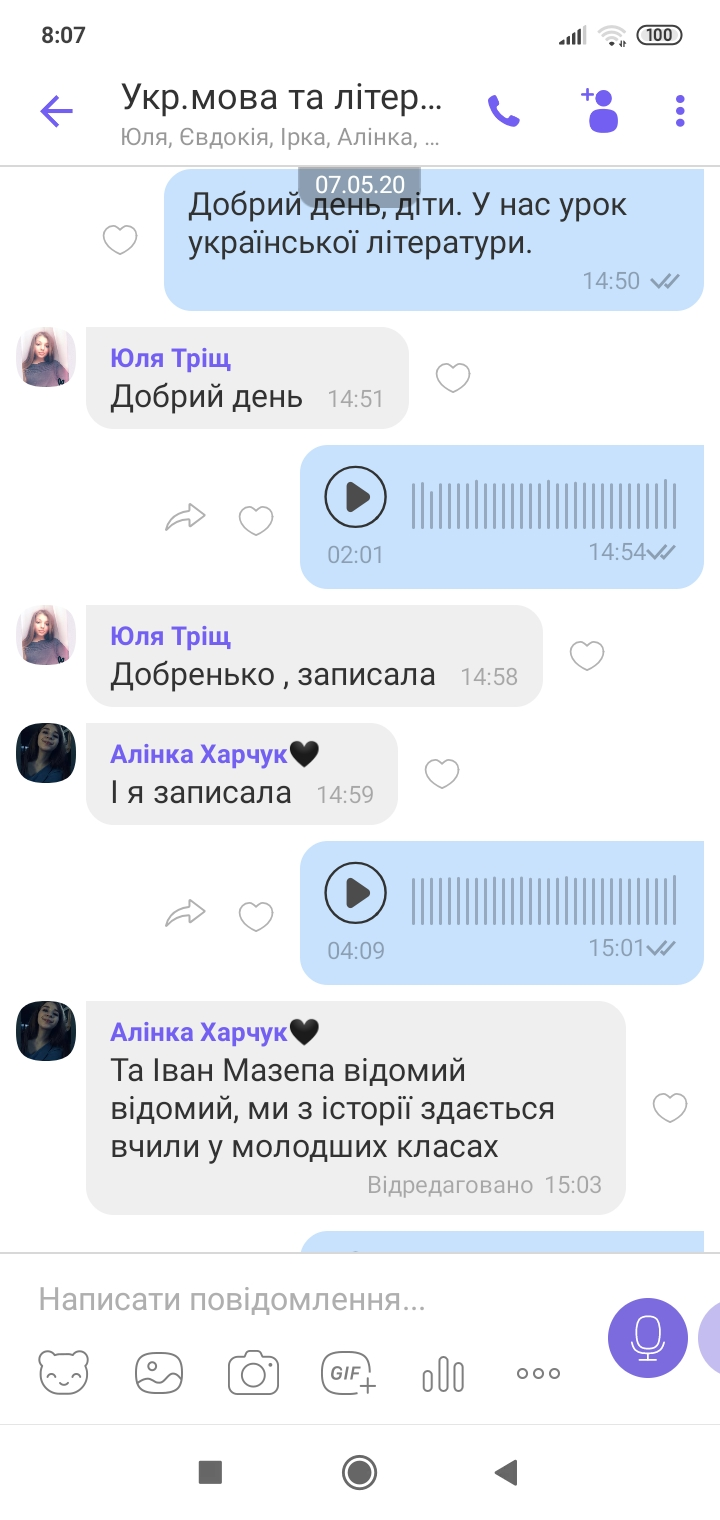 8:07
100
Укр.мова та літер...
Юля, Євдокія, Ірка, Алінка, ...
07.05.20
Добрий день, діти. У нас урок
української літератури.
14:50
Юля Тріщ
Добрий день 14:51
02:01 14:54
Юля Тріщ
Добренько , записала 14:58
Алінка Харчук🖤
І я записала 14:59
04:09 15:01
Алінка Харчук🖤
Та Іван Мазепа відомий
відомий, ми з історії здається
вчили у молодших класах
Відредаговано 15:03
Написати повідомлення...
GIF